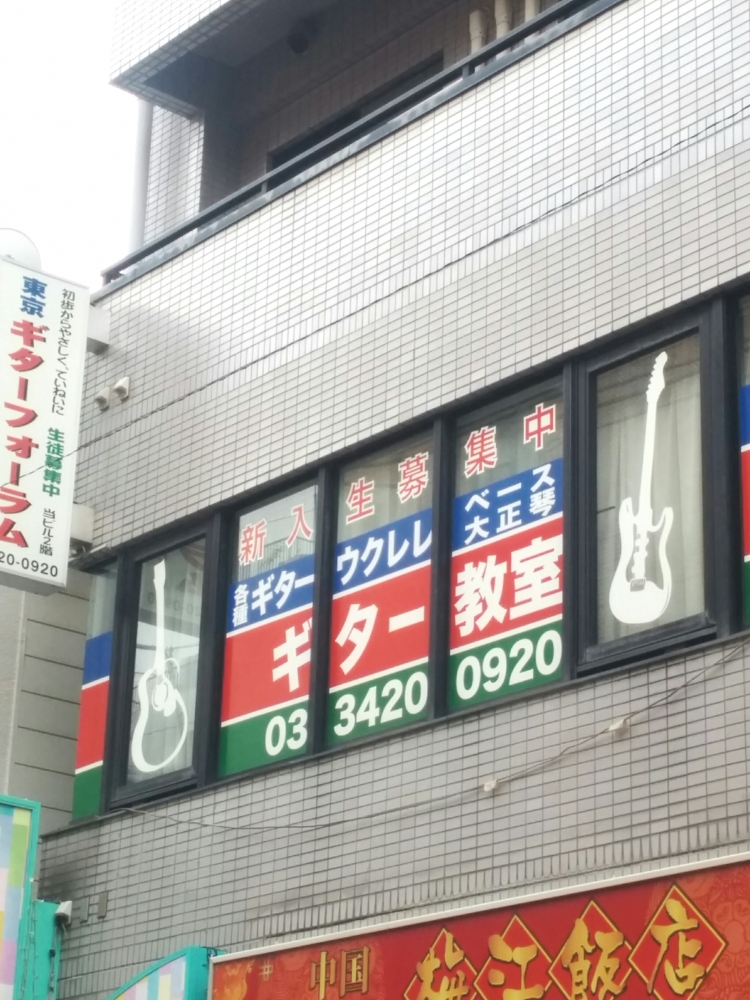 初歩からやさしく、ていねいに
東京
ギターフォーラム
生徒募集中
当ビル2階
20-0920
新入生募集中
各種
ギター ウクレレ
ベース
大正琴
ギター教室
03 3420 0920
中国
梅江飯店